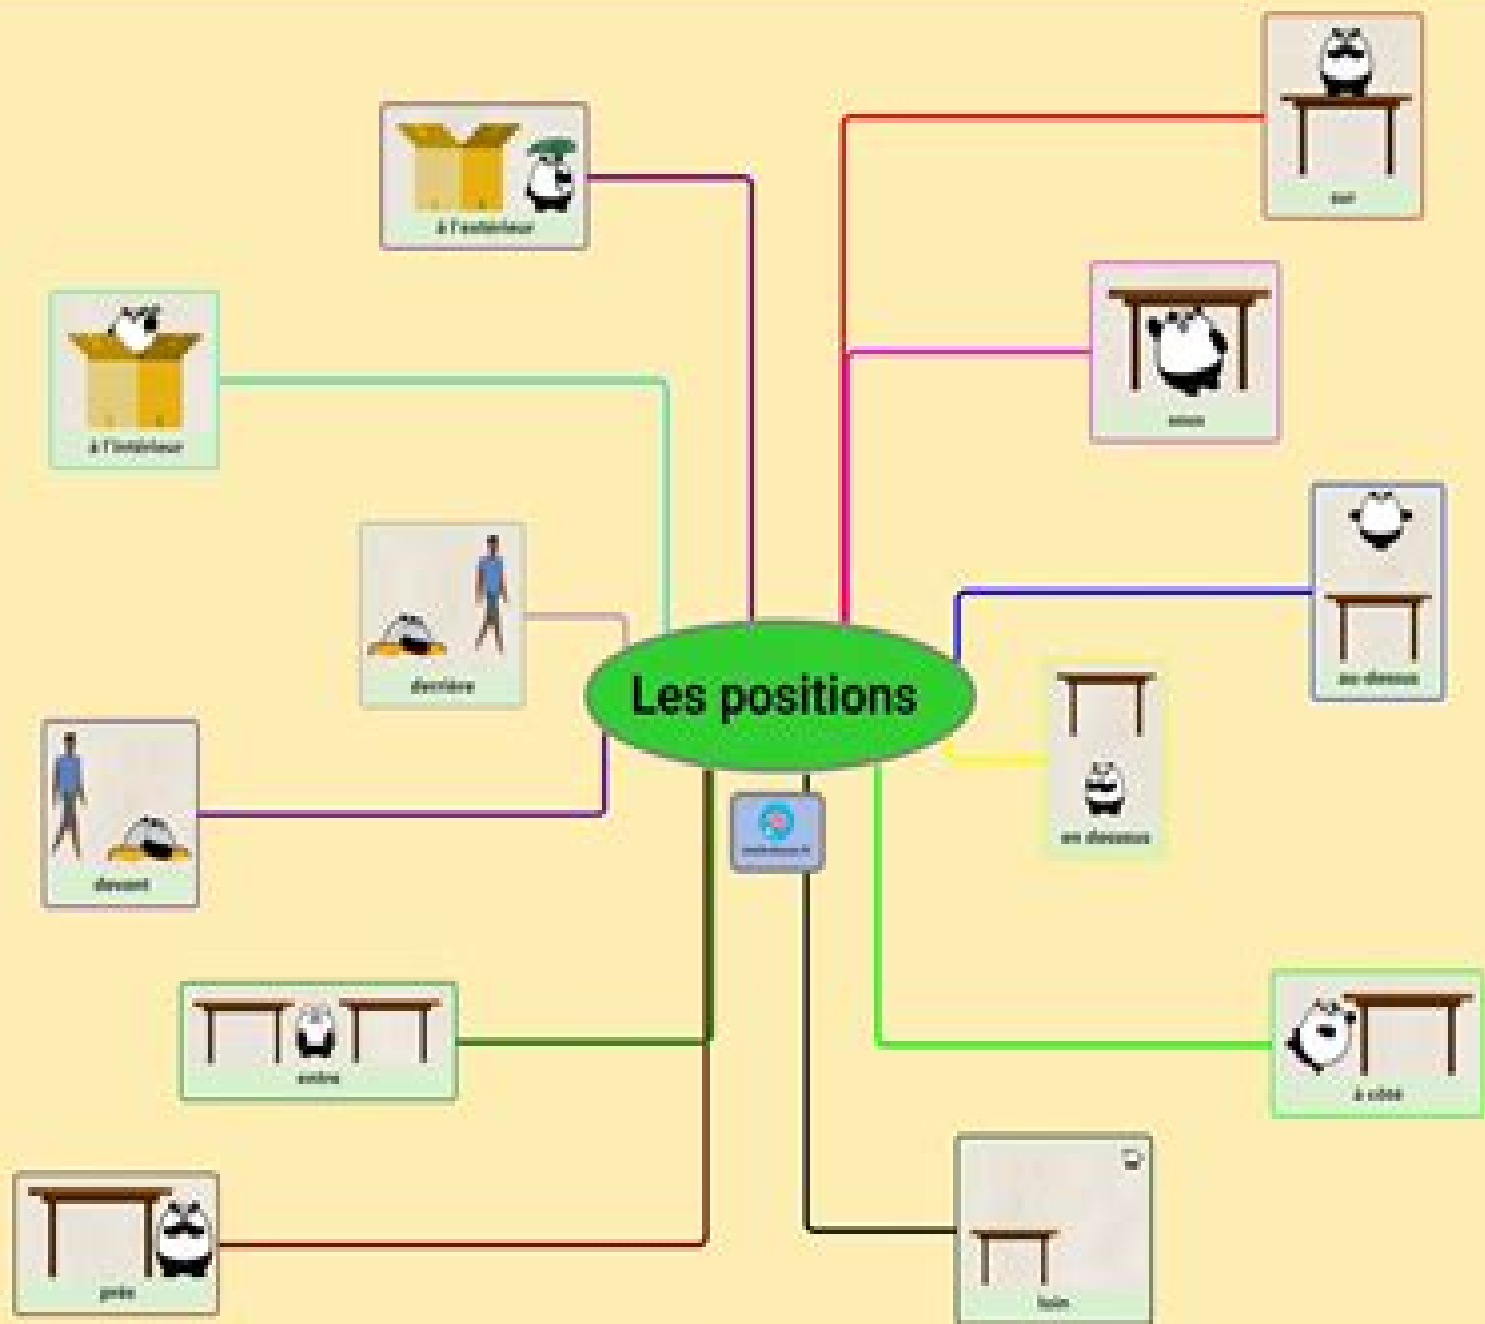 sur
à l'extérieur
sous
à l'intérieur
au-dessus
derrière
Les positions
en dessous
devant
entre
à côté
près
loin